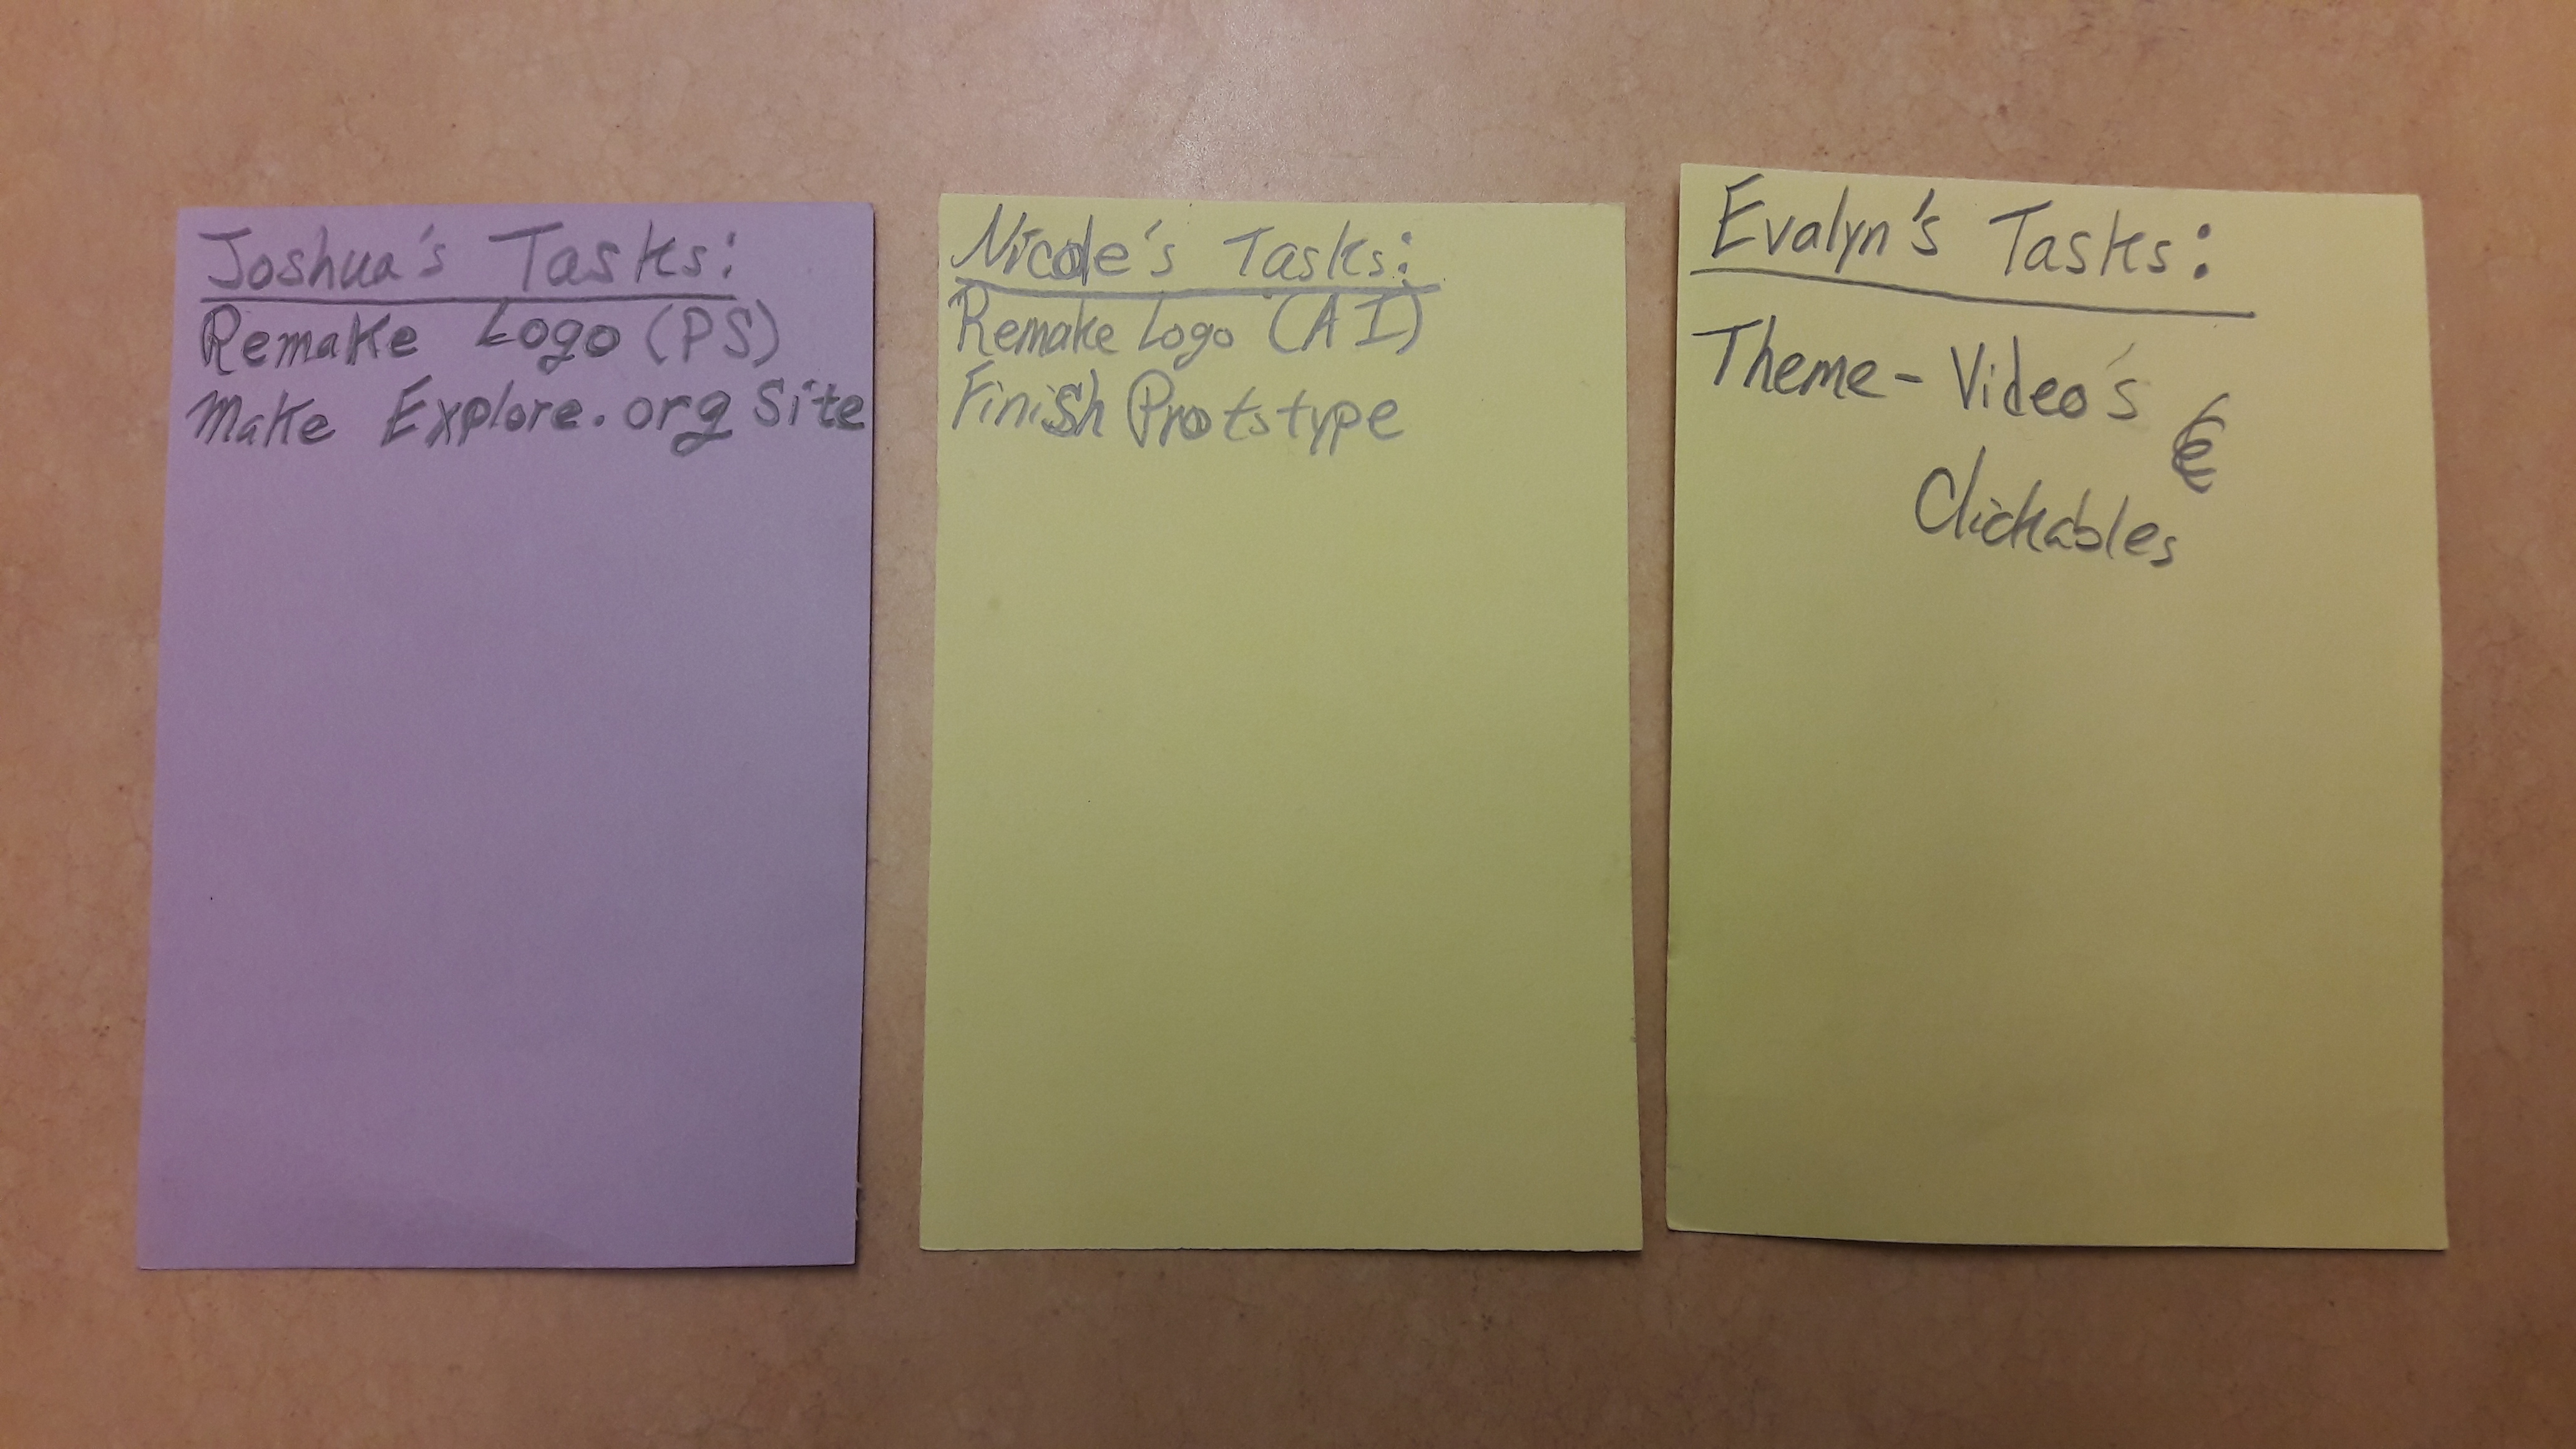 Joshua's Tasks:
Remake Logo (PS)
Make Explore.org Site
Nicole's Tasks:
Remake Logo (AI)
Finish Prototype
Evalyn's Tasks:
Theme - Video's &
Clickables